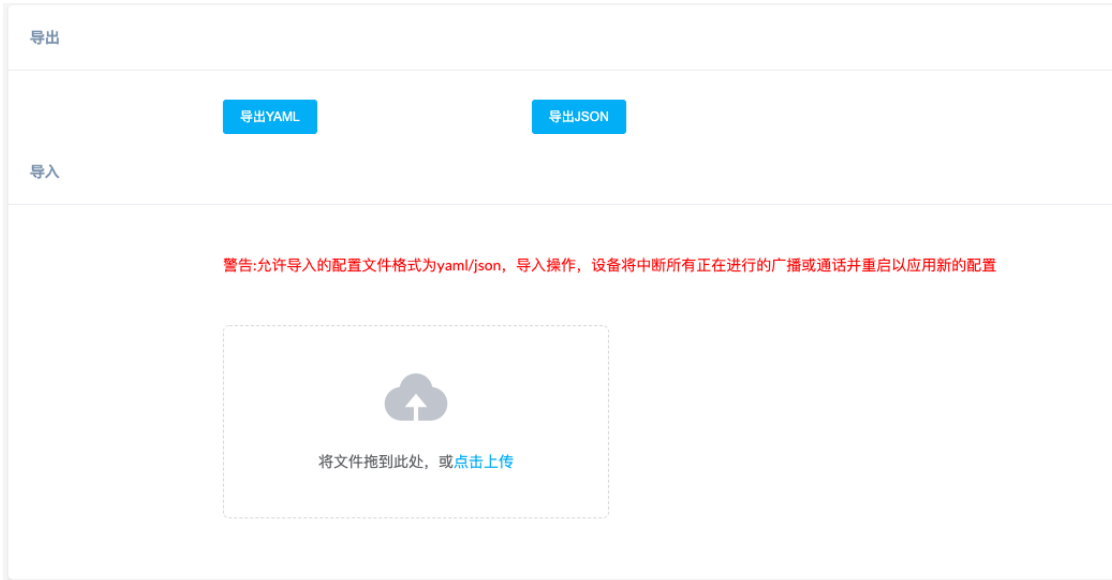 导出
导出YAML 导出JSON
导入
警告:允许导入的配置文件格式为yaml/json，导入操作，设备将中断所有正在进行的广播或通话并重启以应用新的配置
将文件拖到此处，或点击上传